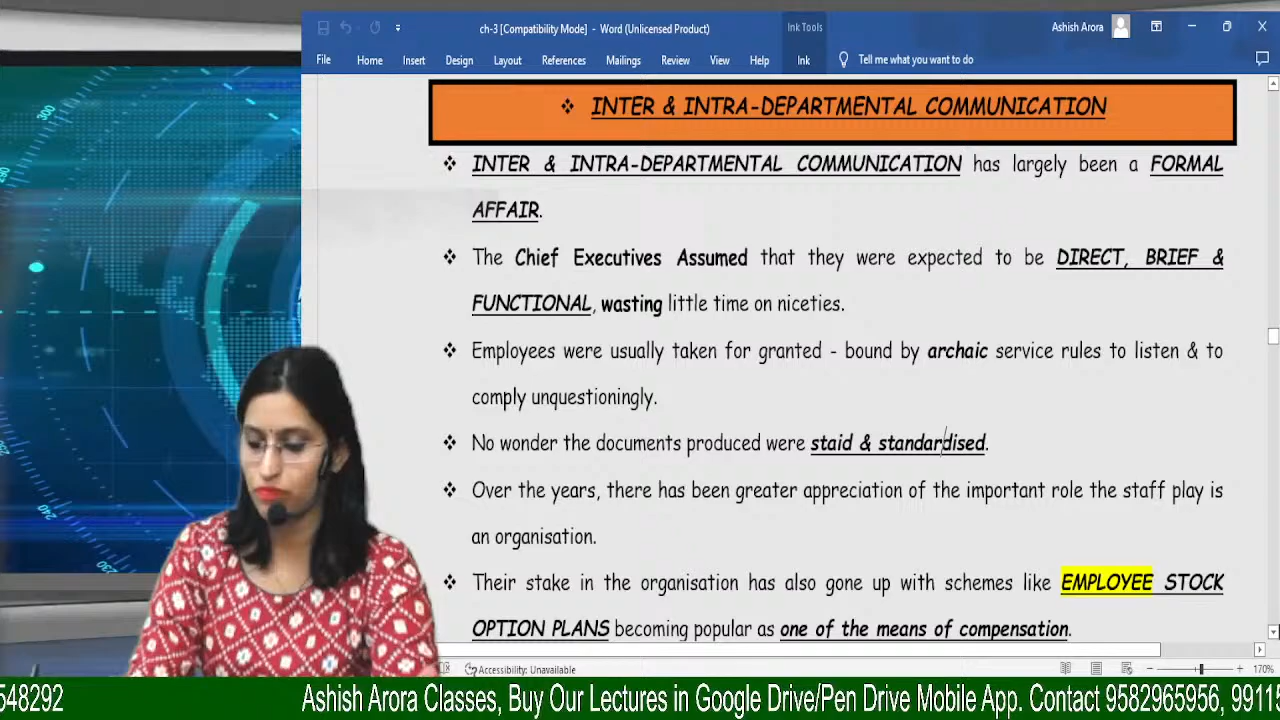 ch-3 [Compatibility Mode] - Word (Unlicensed Product)
Ink Tools
Ashish Arora
File Home Insert Design Layout References Mailings Review View Help Ink Tell me what you want to do
❖ INTER & INTRA-DEPARTMENTAL COMMUNICATION
❖ INTER & INTRA-DEPARTMENTAL COMMUNICATION has largely been a FORMAL
AFFAIR.
❖ The Chief Executives Assumed that they were expected to be DIRECT, BRIEF &
FUNCTIONAL, wasting little time on niceties.
❖ Employees were usually taken for granted - bound by archaic service rules to listen & to
comply unquestioningly.
❖ No wonder the documents produced were staid & standardised.
❖ Over the years, there has been greater appreciation of the important role the staff play is
an organisation.
❖ Their stake in the organisation has also gone up with schemes like EMPLOYEE STOCK
OPTION PLANS becoming popular as one of the means of compensation.
Accessibility: Unavailable
170%
548292 Ashish Arora Classes, Buy Our Lectures in Google Drive/Pen Drive Mobile App. Contact 9582965956, 99115
300
240
230